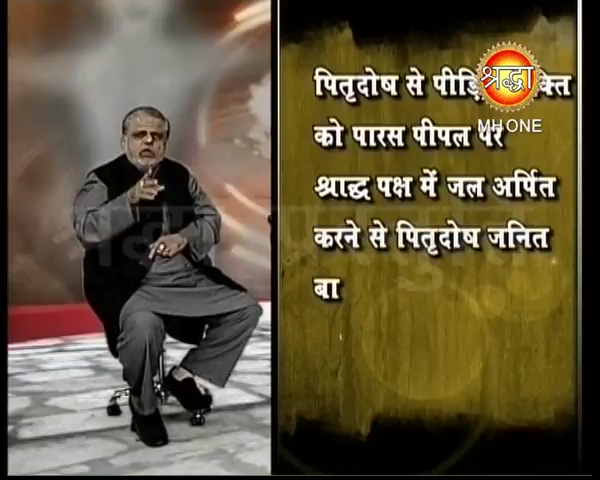 श्रद्धा
MH ONE
पितृदोष से
को पारस पीपल पर
श्राद्ध पक्ष में जल अर्पित
करने से पितृदोष जनित
बा